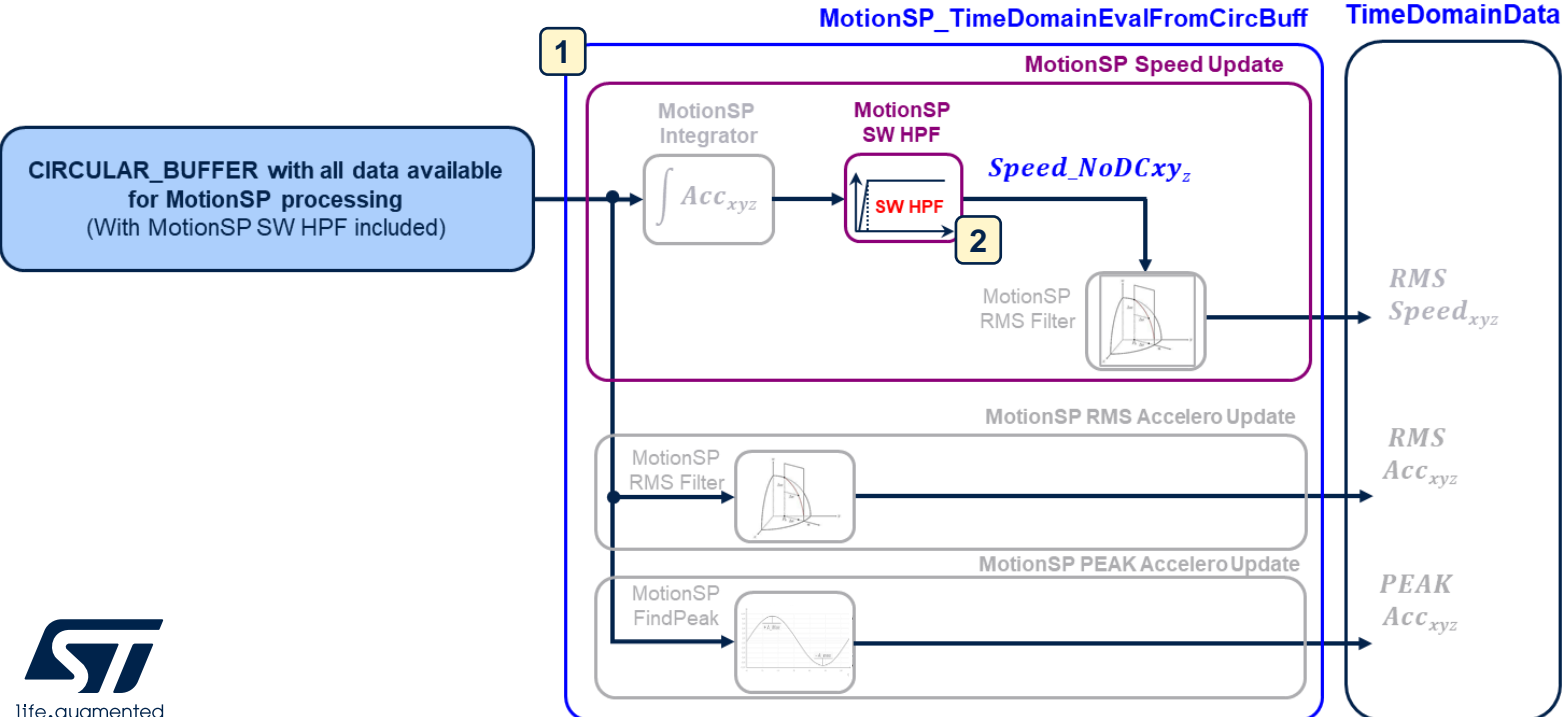 MotionSP_TimeDomainEvalFromCircBuff
TimeDomainData
1
MotionSP Speed Update
MotionSP
Integrator
MotionSP
SW HPF
CIRCULAR_BUFFER with all data available
for MotionSP processing
(With MotionSP SW HPF included)
∫ Acc_xyz
SW HPF
Speed_NoDCxy_z
2
MotionSP
RMS Filter
RMS
Speed_xyz
MotionSP RMS Accelero Update
MotionSP
RMS Filter
RMS
Acc_xyz
MotionSP PEAK Accelero Update
MotionSP
FindPeak
PEAK
Acc_xyz
ST
life.augmented